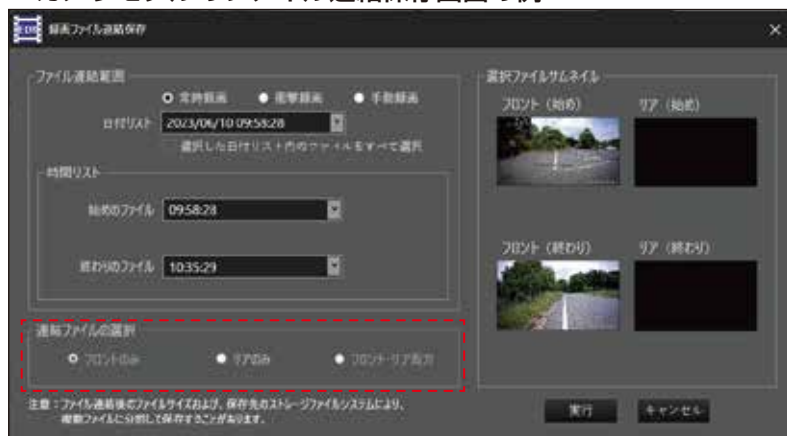 録画ファイル連結保存
ファイル連結範囲
常時録画 衝撃録画 手動録画
日付リスト 2023/06/10 09:58:28
選択した日付リスト内のファイルをすべて選択
時間リスト
始めのファイル 09:58:28
終わりのファイル 10:35:29
連結ファイルの選択
フロントのみ リアのみ フロント・リア両方
注意：ファイル連結後のファイルサイズおよび、保存先のストレージファイルシステムにより、
複数ファイルに分割して保存することがあります。
選択ファイルサムネイル
フロント（始め） リア（始め）
フロント（終わり） リア（終わり）
実行 キャンセル